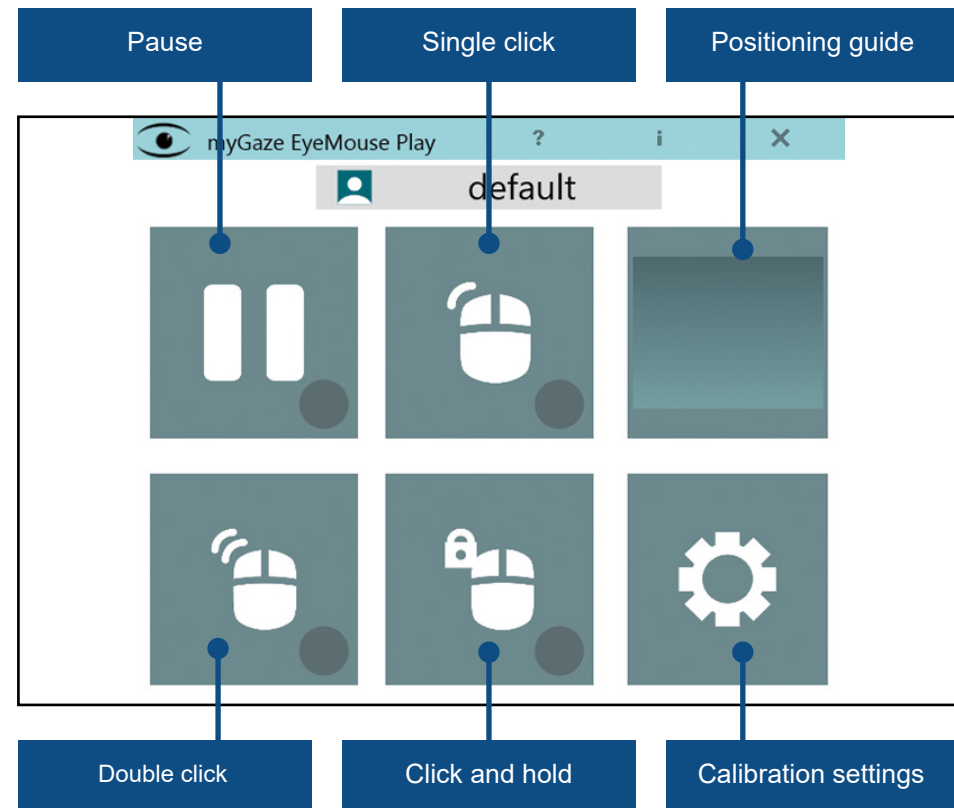 Pause
Single click
Positioning guide
myGaze EyeMouse Play ? i ✕
default
Double click
Click and hold
Calibration settings